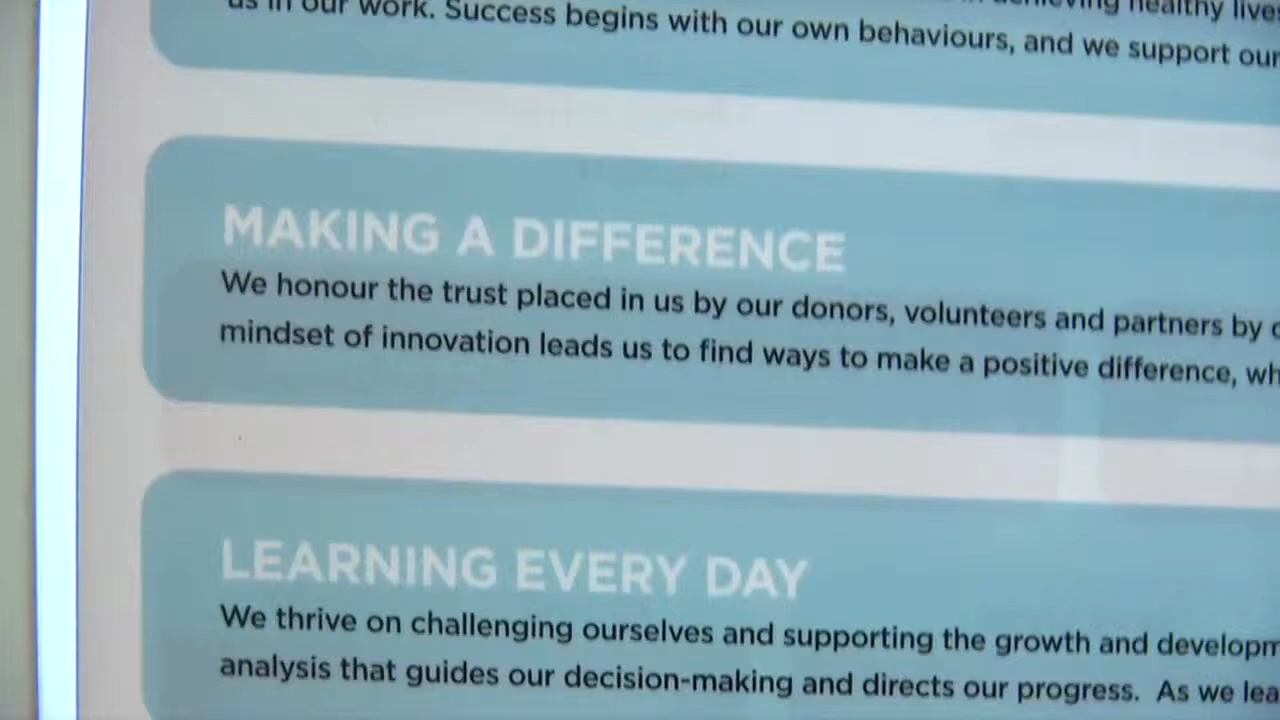 healthy
us in our work. Success begins with our own behaviours, and we support our
MAKING A DIFFERENCE
We honour the trust placed in us by our donors, volunteers and partners by
mindset of innovation leads us to find ways to make a positive difference,
LEARNING EVERY DAY
We thrive on challenging ourselves and supporting the growth and
analysis that guides our decision-making and directs our progress. As we